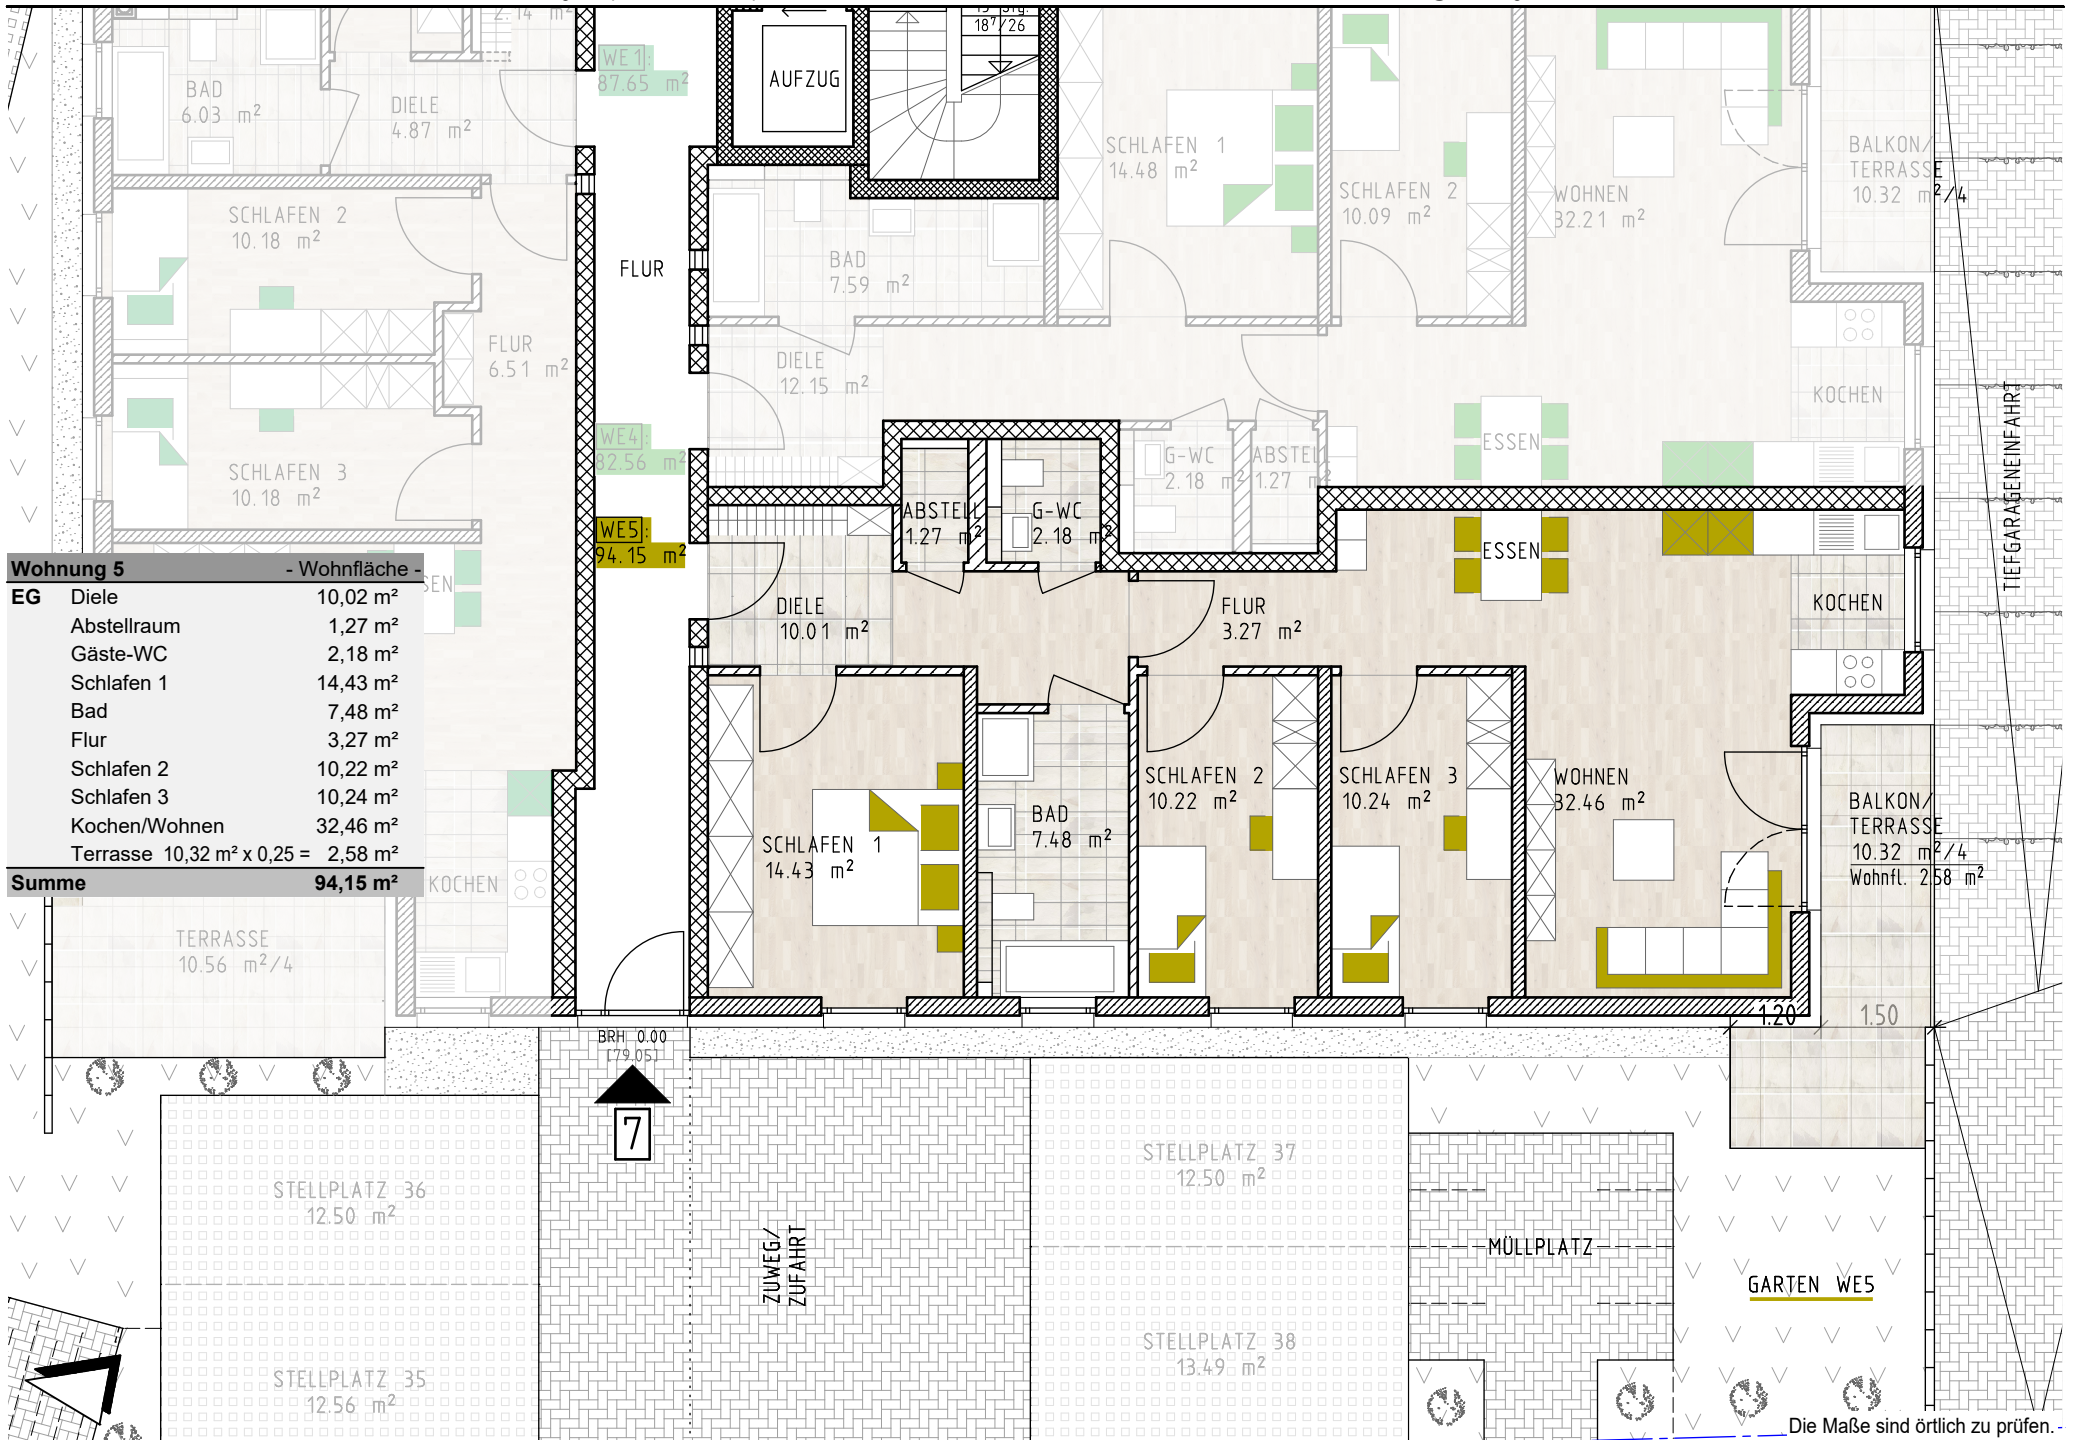 2.14 m²
18⁷/26
WE1:
87.65 m²
AUFZUG
BAD
6.03 m²
DIELE
4.87 m²
SCHLAFEN 1
14.48 m²
SCHLAFEN 2
10.09 m²
WOHNEN
32.21 m²
BALKON/
TERRASSE
10.32 m²/4
SCHLAFEN 2
10.18 m²
FLUR
BAD
7.59 m²
FLUR
6.51 m²
DIELE
12.15 m²
KOCHEN
TIEFGARAGENEINFAHRT
WE4:
82.56 m²
G-WC
2.18 m²
ABSTELL
1.27 m²
ESSEN
SCHLAFEN 3
10.18 m²
WE5:
94.15 m²
ABSTELL
1.27 m²
G-WC
2.18 m²
ESSEN
KOCHEN
DIELE
10.01 m²
FLUR
3.27 m²
Wohnung 5 - Wohnfläche -
EG Diele 10,02 m²
Abstellraum 1,27 m²
Gäste-WC 2,18 m²
Schlafen 1 14,43 m²
Bad 7,48 m²
Flur 3,27 m²
Schlafen 2 10,22 m²
Schlafen 3 10,24 m²
Kochen/Wohnen 32,46 m²
Terrasse 10,32 m² x 0,25 = 2,58 m²
Summe 94,15 m²
SCHLAFEN 1
14.43 m²
BAD
7.48 m²
SCHLAFEN 2
10.22 m²
SCHLAFEN 3
10.24 m²
WOHNEN
32.46 m²
BALKON/
TERRASSE
10.32 m²/4
Wohnfl. 2.58 m²
KOCHEN
TERRASSE
10.56 m²/4
1.20
1.50
BRH 0.00
[79.05]
7
STELLPLATZ 36
12.50 m²
STELLPLATZ 37
12.50 m²
ZUWEG/
ZUFAHRT
MÜLLPLATZ
GARTEN WE5
STELLPLATZ 35
12.56 m²
STELLPLATZ 38
13.49 m²
Die Maße sind örtlich zu prüfen.